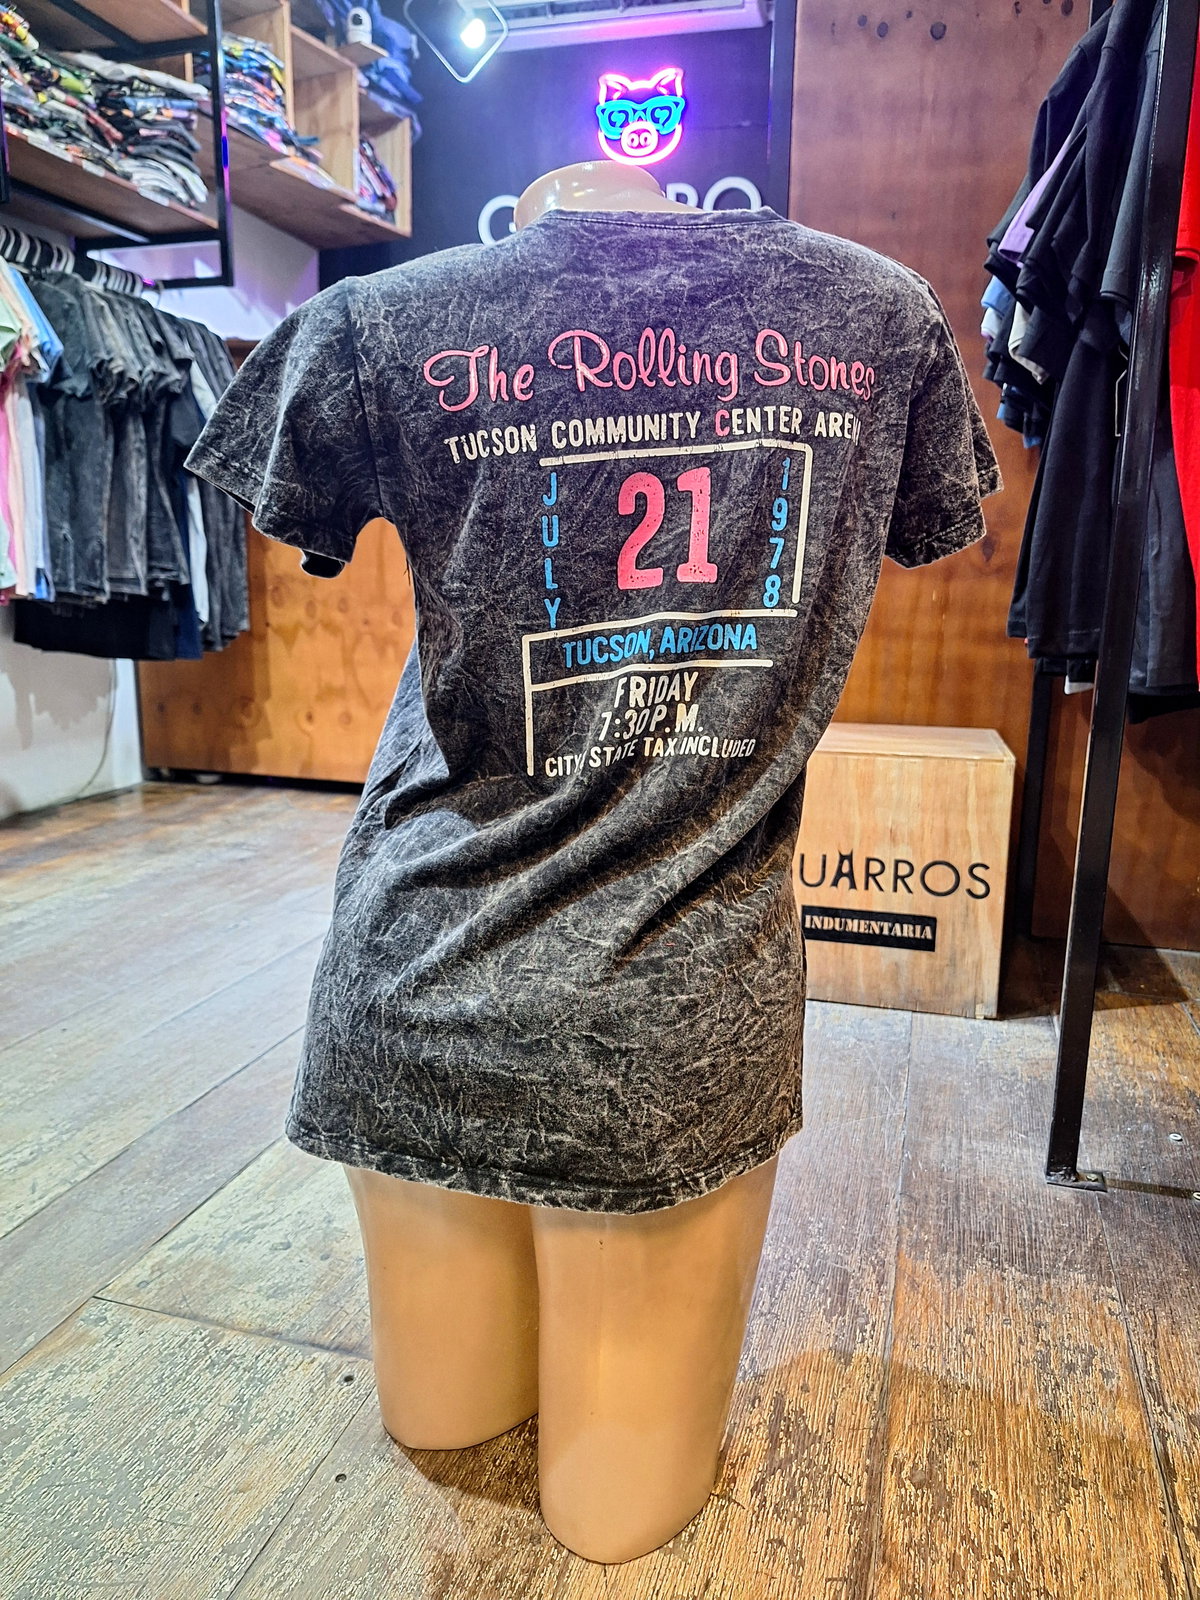 The Rolling Stones
TUCSON COMMUNITY CENTER AREN
JULY
21
1978
TUCSON, ARIZONA
FRIDAY
7:30P.M.
CITY, STATE TAX INCLUDED
UARROS
INDUMENTARIA